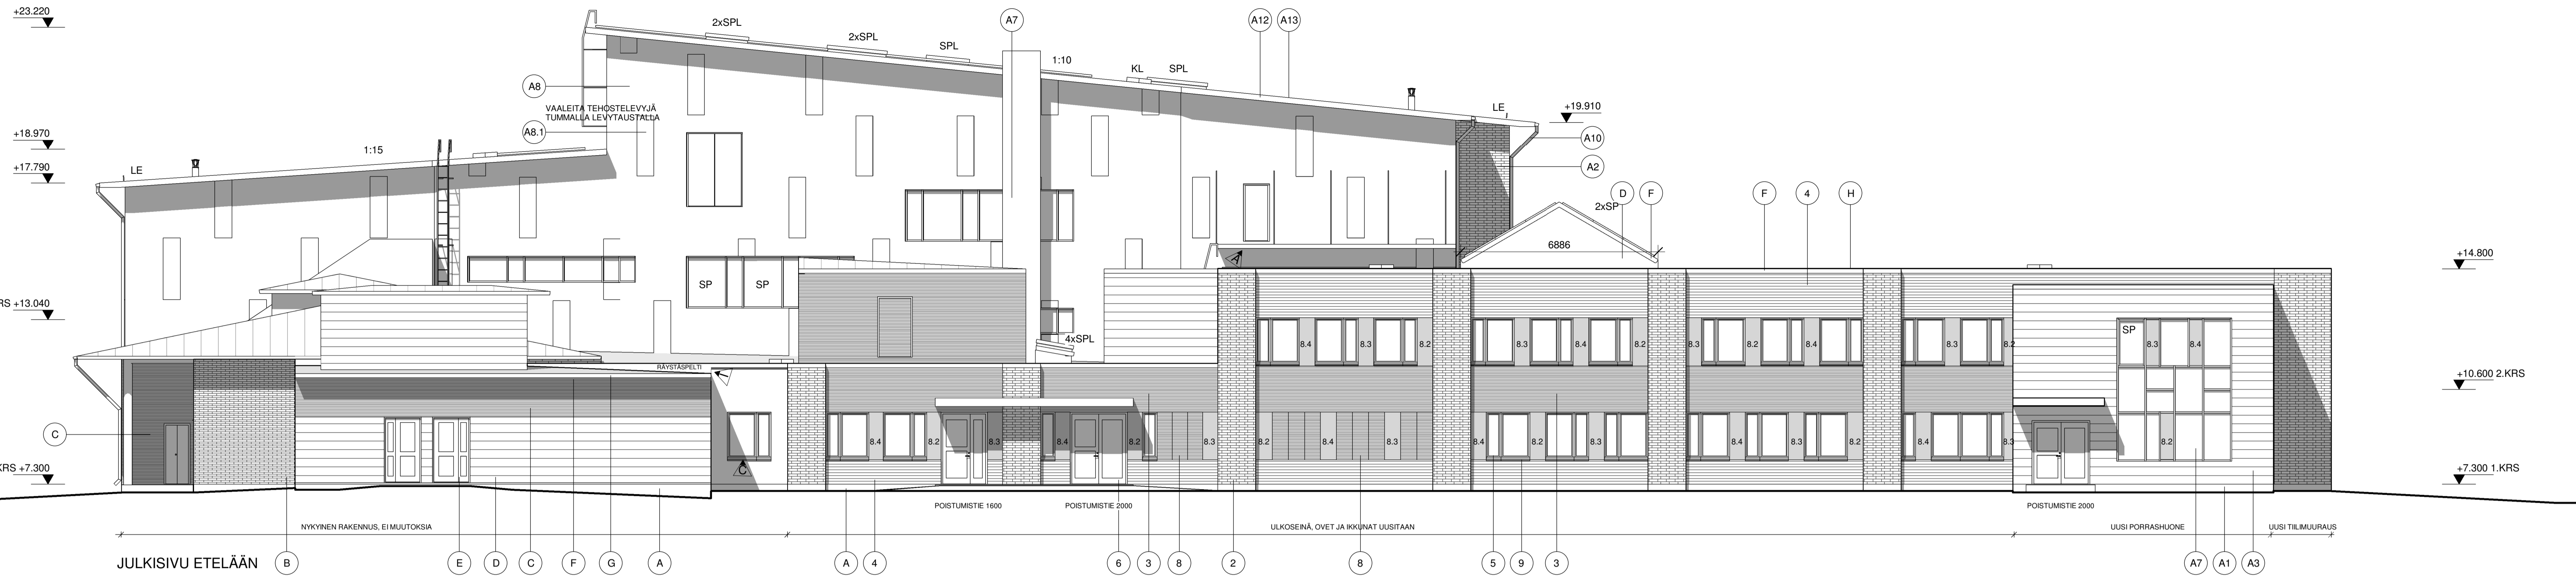 +23.220
2xSPL
2xSPL
SPL
A7
1:10
KL
SPL
A12
A13
A8
VAALEITA TEHOSTELEVYJÄ
TUMMALLA LEVYTAUSTALLA
A8.1
LE
+19.910
A10
A2
+18.970
1:15
+17.790
LE
D
F
2xSP
F
4
H
6886
A
+14.800
SP
SP
KRS +13.040
4xSPL
8.4
8.3
8.2
8.3
8.4
8.2
8.3
8.2
8.4
8.3
8.2
SP
8.3
8.4
RÄYSTÄSPELTI
+10.600 2.KRS
C
8.4
8.2
8.3
8.4
8.2
8.3
8.2
8.4
8.3
8.4
8.2
8.3
8.4
8.3
8.2
8.4
8.3
8.2
C
KRS +7.300
+7.300 1.KRS
POISTUMISTIE 1600
POISTUMISTIE 2000
POISTUMISTIE 2000
NYKYINEN RAKENNUS, EI MUUTOKSIA
ULKOSEINÄ, OVET JA IKKUNAT UUSITAAN
UUSI PORRASHUONE
UUSI TIILIMUURAUS
JULKISIVU ETELÄÄN
B
E
D
C
F
G
A
A
4
6
3
8
2
8
5
9
3
A7
A1
A3